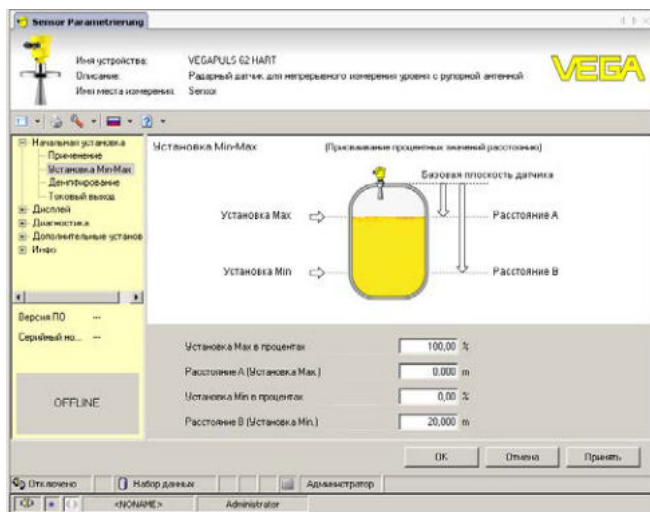 Sensor Parametrierung
Имя устройства: VEGAPULS 62 HART
Описание: Радарный датчик для непрерывного измерения уровня с рупорной антенной
Имя места измерения: Sensor
VEGA
Начальная установка
Применение
Установка Min-Max
Демпфирование
Токовый выход
Дисплей
Диагностика
Дополнительные установ
Инфо
Версия ПО ---
Серийный но... ---
OFFLINE
Установка Min-Max (Присваивание процентных значений расстоянию)
Базовая плоскость датчика
Установка Max
Расстояние A
Установка Min
Расстояние B
Установка Max в процентах 100,00 %
Расстояние A (Установка Max.) 0.000 m
Установка Min в процентах 0,00 %
Расстояние B (Установка Min.) 20,000 m
OK Отмена Принять
Отключено Набор данных Администратор
<NONAME> Administrator